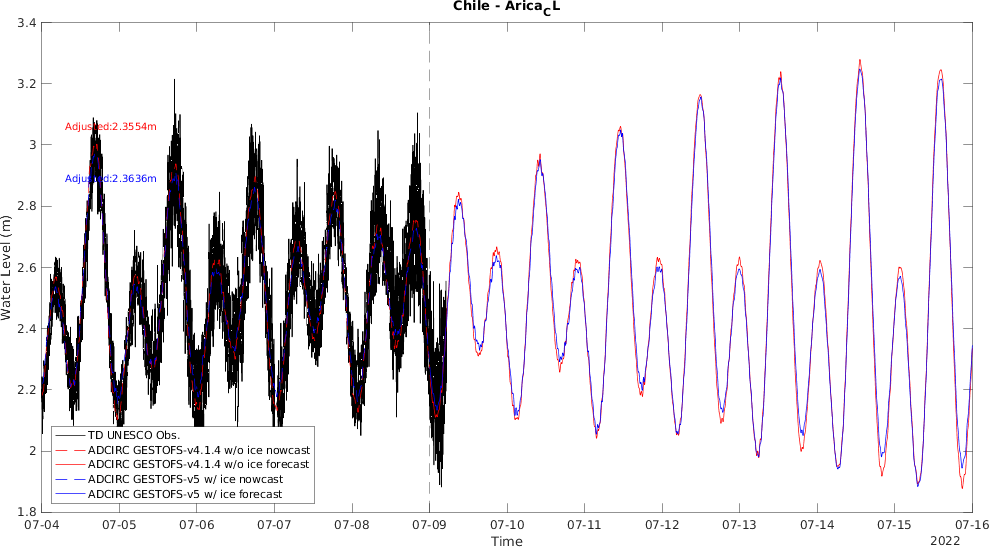 Chile - Arica_CL
3.4
3.2
3
2.8
2.6
2.4
2.2
2
1.8
Water Level (m)
Adjusted:2.3554m
Adjusted:2.3636m
TD UNESCO Obs.
ADCIRC GESTOFS-v4.1.4 w/o ice nowcast
ADCIRC GESTOFS-v4.1.4 w/o ice forecast
ADCIRC GESTOFS-v5 w/ ice nowcast
ADCIRC GESTOFS-v5 w/ ice forecast
07-04 07-05 07-06 07-07 07-08 07-09 07-10 07-11 07-12 07-13 07-14 07-15 07-16
Time
2022